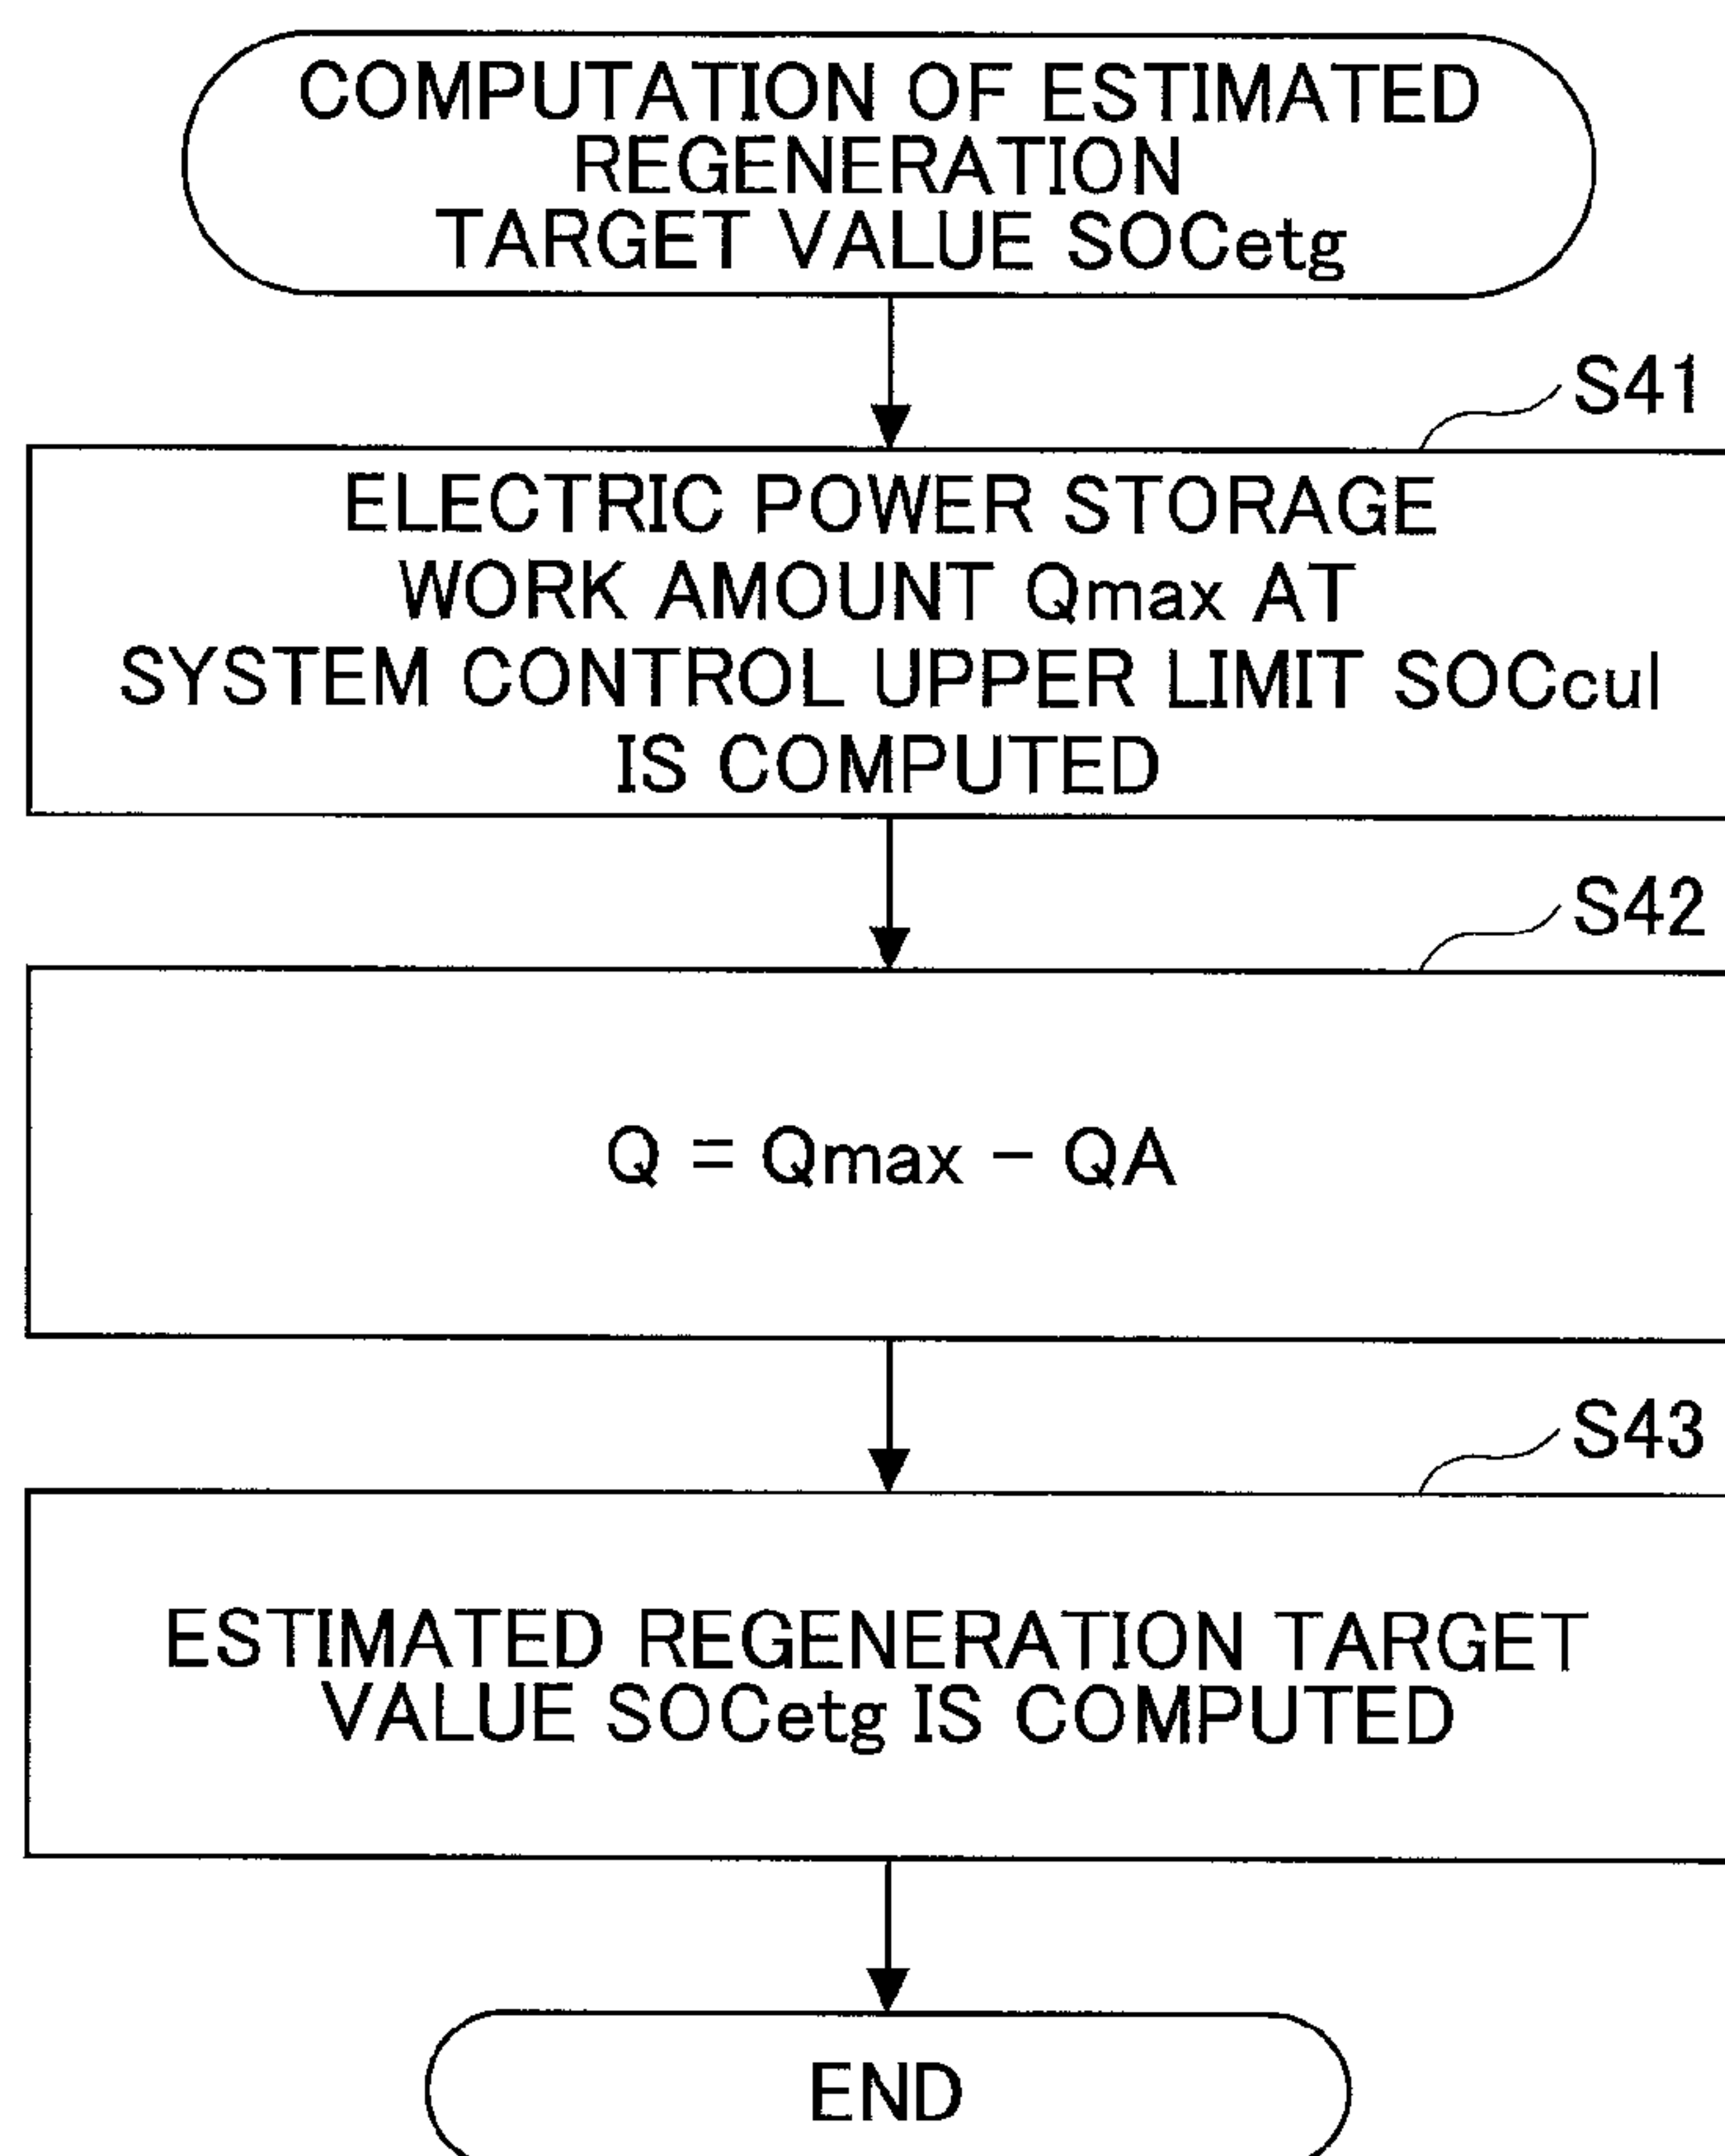 COMPUTATION OF ESTIMATED
REGENERATION
TARGET VALUE SOCetg
S41
ELECTRIC POWER STORAGE
WORK AMOUNT Qmax AT
SYSTEM CONTROL UPPER LIMIT SOCcul
IS COMPUTED
S42
Q = Qmax - QA
S43
ESTIMATED REGENERATION TARGET
VALUE SOCetg IS COMPUTED
END